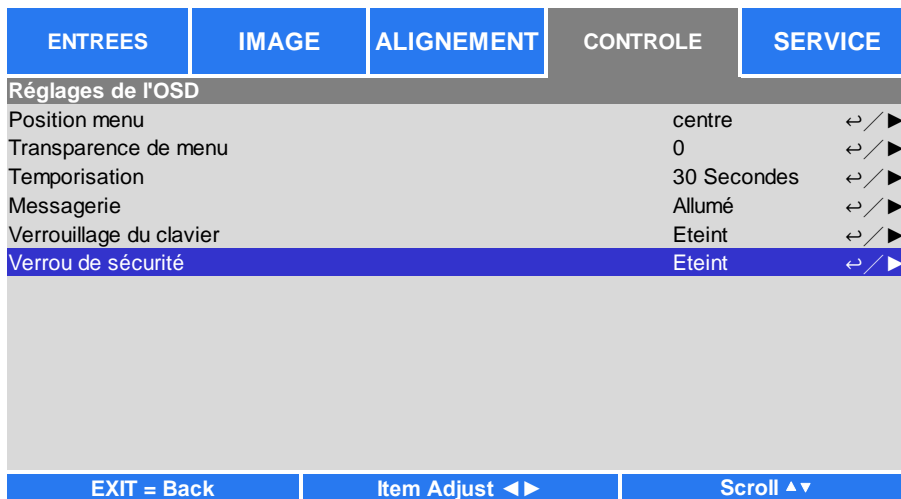 ENTREES IMAGE ALIGNEMENT CONTROLE SERVICE
Réglages de l'OSD
Position menu centre ↩/►
Transparence de menu 0 ↩/►
Temporisation 30 Secondes ↩/►
Messagerie Allumé ↩/►
Verrouillage du clavier Eteint ↩/►
Verrou de sécurité Eteint ↩/►
EXIT = Back Item Adjust ◄► Scroll ▲▼